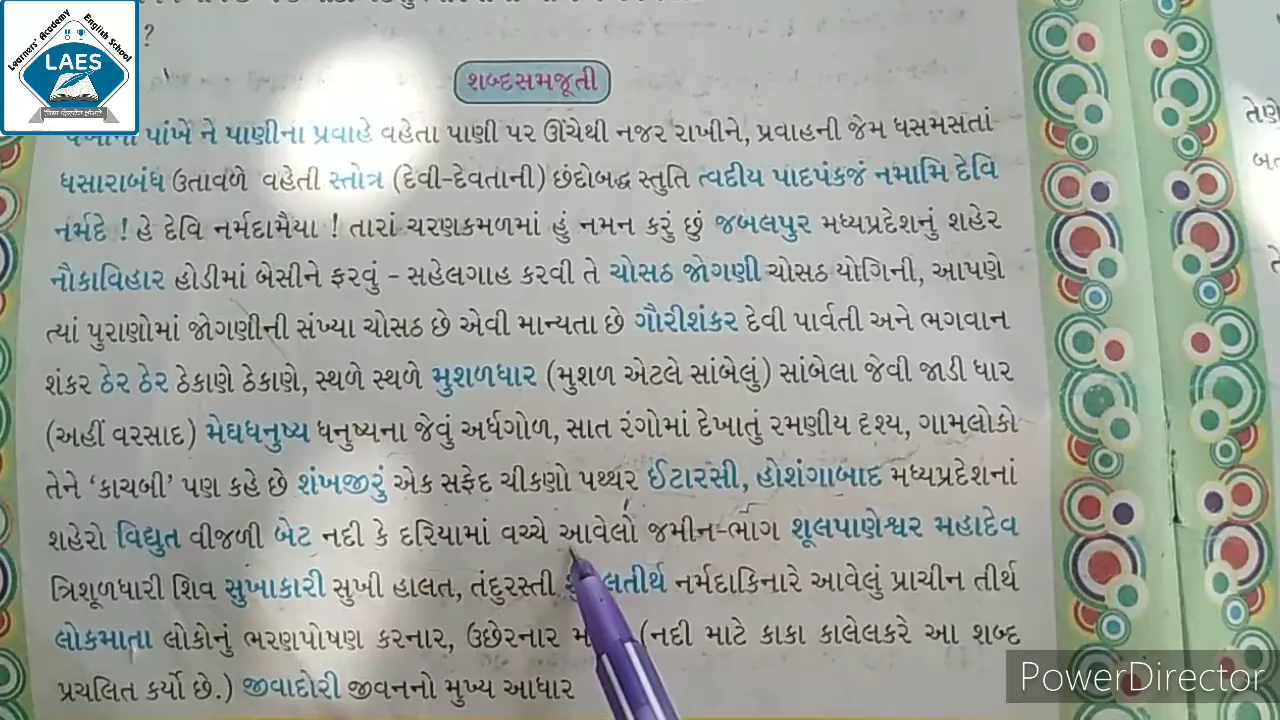 Learners' Academy English School
LAES
?
શબ્દસમજૂતી
પાંખે ને પાણીના પ્રવાહે વહેતા પાણી પર ઊંચેથી નજર રાખીને, પ્રવાહની જેમ ધસમસતાં
ધસારાબંધ ઉતાવળે વહેતી સ્તોત્ર (દેવી-દેવતાની) છંદોબદ્ધ સ્તુતિ ત્વદીય પાદપંકજં નમામિ દેવિ
નર્મદે ! હે દેવિ નર્મદામૈયા ! તારાં ચરણકમળમાં હું નમન કરું છું જબલપુર મધ્યપ્રદેશનું શહેર
નૌકાવિહાર હોડીમાં બેસીને ફરવું - સહેલગાહ કરવી તે ચોસઠ જોગણી ચોસઠ યોગિની, આપણે
ત્યાં પુરાણોમાં જોગણીની સંખ્યા ચોસઠ છે એવી માન્યતા છે ગૌરીશંકર દેવી પાર્વતી અને ભગવાન
શંકર ઠેર ઠેર ઠેકાણે ઠેકાણે, સ્થળે સ્થળે મુશળધાર (મુશળ એટલે સાંબેલું) સાંબેલા જેવી જાડી ધાર
(અહીં વરસાદ) મેઘધનુષ્ય ધનુષ્યના જેવું અર્ધગોળ, સાત રંગોમાં દેખાતું રમણીય દૃશ્ય, ગામલોકો
તેને ‘કાચબી’ પણ કહે છે શંખજીરું એક સફેદ ચીકણો પથ્થર ઈટારસી, હોશંગાબાદ મધ્યપ્રદેશનાં
શહેરો વિદ્યુત વીજળી બેટ નદી કે દરિયામાં વચ્ચે આવેલો જમીન-ભાગ શૂલપાણેશ્વર મહાદેવ
ત્રિશૂળધારી શિવ સુખાકારી સુખી હાલત, તંદુરસ્તી નર્મદાકિનારે આવેલું પ્રાચીન તીર્થ
લોકમાતા લોકોનું ભરણપોષણ કરનાર, ઉછેરનાર (નદી માટે કાકા કાલેલકરે આ શબ્દ
પ્રચલિત કર્યો છે.) જીવાદોરી જીવનનો મુખ્ય આધાર
તેણે
PowerDirector